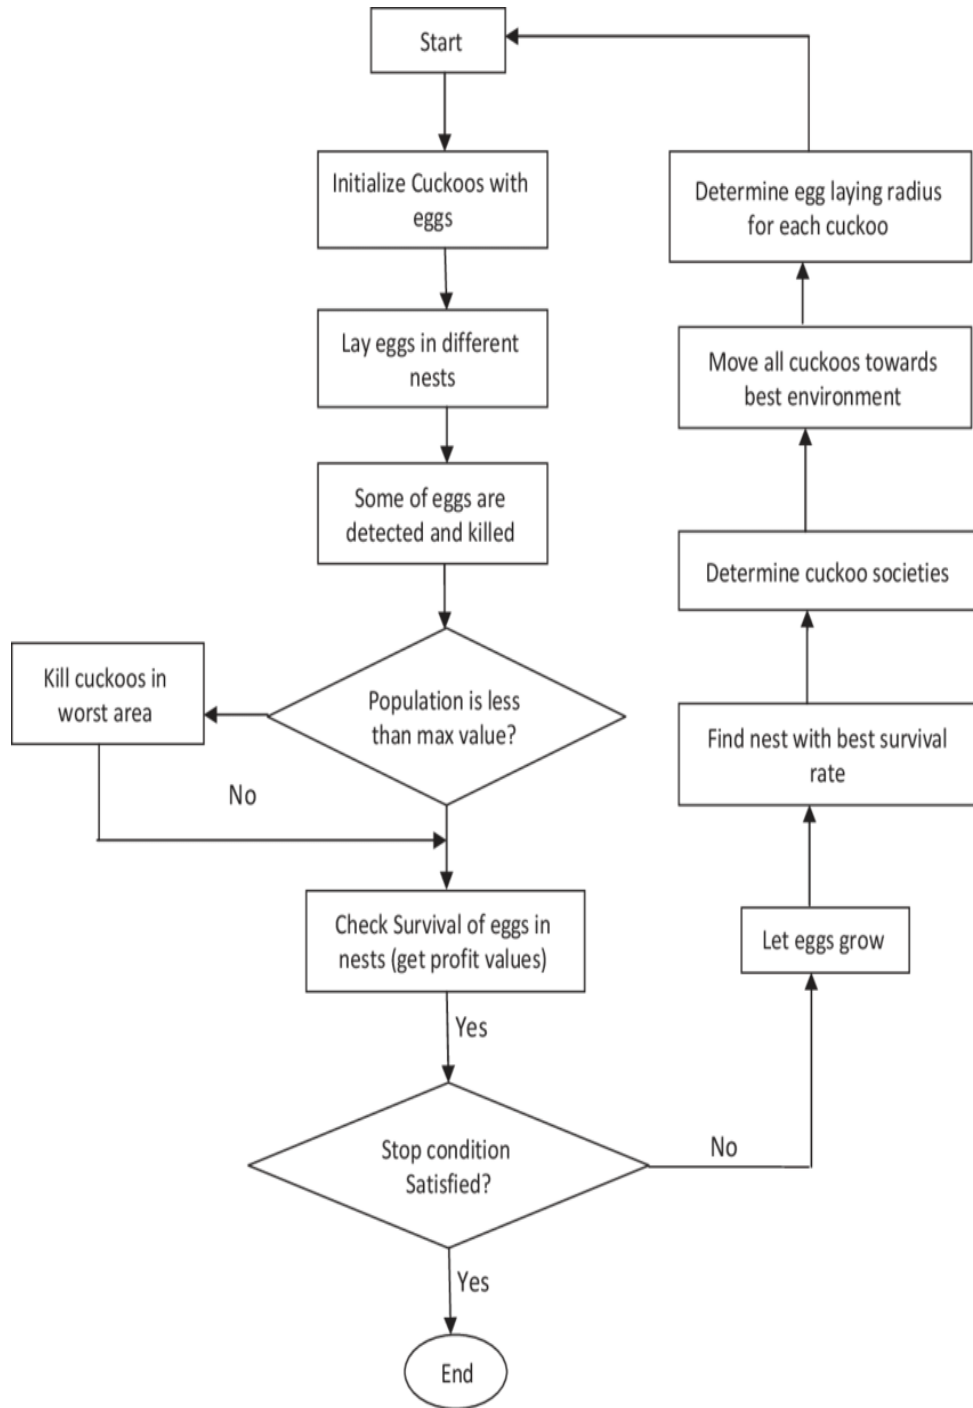 Start
Initialize Cuckoos with
eggs
Lay eggs in different
nests
Some of eggs are
detected and killed
Population is less
than max value?
Kill cuckoos in
worst area
No
Check Survival of eggs in
nests (get profit values)
Yes
Stop condition
Satisfied?
Yes
End
No
Let eggs grow
Find nest with best survival
rate
Determine cuckoo societies
Move all cuckoos towards
best environment
Determine egg laying radius
for each cuckoo